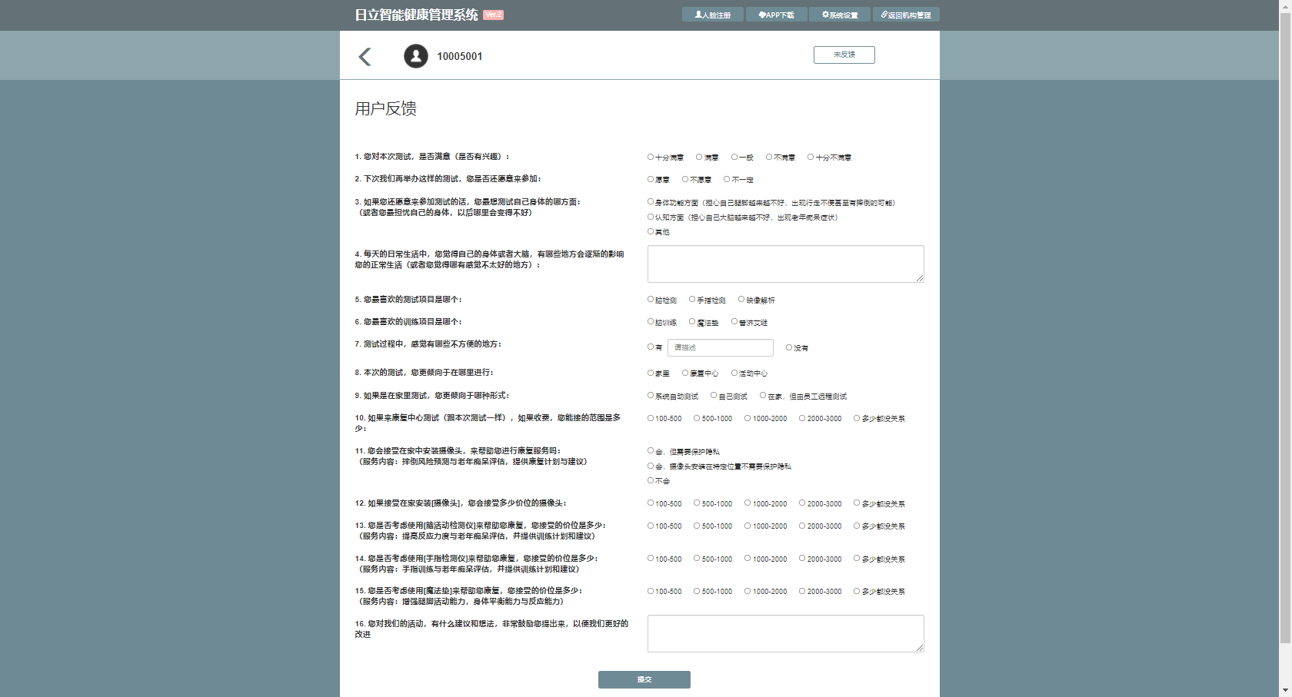 日立智能健康管理系统 Ver.2
人脸注册 APP下载 系统设置 返回机构管理
10005001 未反馈
用户反馈
1. 您对本次测试，是否满意（是否有兴趣）： 十分满意 满意 一般 不满意 十分不满意
2. 下次我们再举办这样的测试，您是否还愿意来参加： 愿意 不愿意 不一定
3. 如果您还愿意来参加测试的话，您最想测试自己身体的哪方面：
（或者您最担忧自己的身体，以后哪里会变得不好）
身体功能方面（担心自己腿脚越来越不好，出现行走不便甚至有摔倒的可能）
认知方面（担心自己大脑越来越不好，出现老年痴呆症状）
其他
4. 每天的日常生活中，您觉得自己的身体或者大脑，有哪些地方会逐渐的影响
您的正常生活（或者您觉得哪有感觉不太好的地方）：
5. 您最喜欢的测试项目是哪个： 脑检测 手指检测 映像解析
6. 您最喜欢的训练项目是哪个： 脑训练 魔法垫 普济艾继
7. 测试过程中，感觉有哪些不方便的地方： 有 请描述 没有
8. 本次的测试，您更倾向于在哪里进行： 家里 康复中心 活动中心
9. 如果是在家里测试，您更倾向于哪种形式： 系统自动测试 自己测试 在家，但由员工远程测试
10. 如果来康复中心测试（跟本次测试一样），如果收费，您能接的范围是多
少： 100-500 500-1000 1000-2000 2000-3000 多少都没关系
11. 您会接受在家中安装摄像头，来帮助您进行康复服务吗：
（服务内容：摔倒风险预测与老年痴呆评估，提供康复计划与建议）
会，但需要保护隐私
会，摄像头安装在特定位置不需要保护隐私
不会
12. 如果接受在家安装[摄像头]，您会接受多少价位的摄像头： 100-500 500-1000 1000-2000 2000-3000 多少都没关系
13. 您是否考虑使用[脑活动检测仪]来帮助您康复，您接受的价位是多少： 100-500 500-1000 1000-2000 2000-3000 多少都没关系
（服务内容：提高反应力度与老年痴呆评估，并提供训练计划和建议）
14. 您是否考虑使用[手指检测仪]来帮助您康复，您接受的价位是多少： 100-500 500-1000 1000-2000 2000-3000 多少都没关系
（服务内容：手指训练与老年痴呆评估，并提供训练计划和建议）
15. 您是否考虑使用[魔法垫]来帮助您康复，您接受的价位是多少： 100-500 500-1000 1000-2000 2000-3000 多少都没关系
（服务内容：增强腿脚活动能力，身体平衡能力与反应能力）
16. 您对我们的活动，有什么建议和想法，非常鼓励您提出来，以便我们更好的
改进
提交